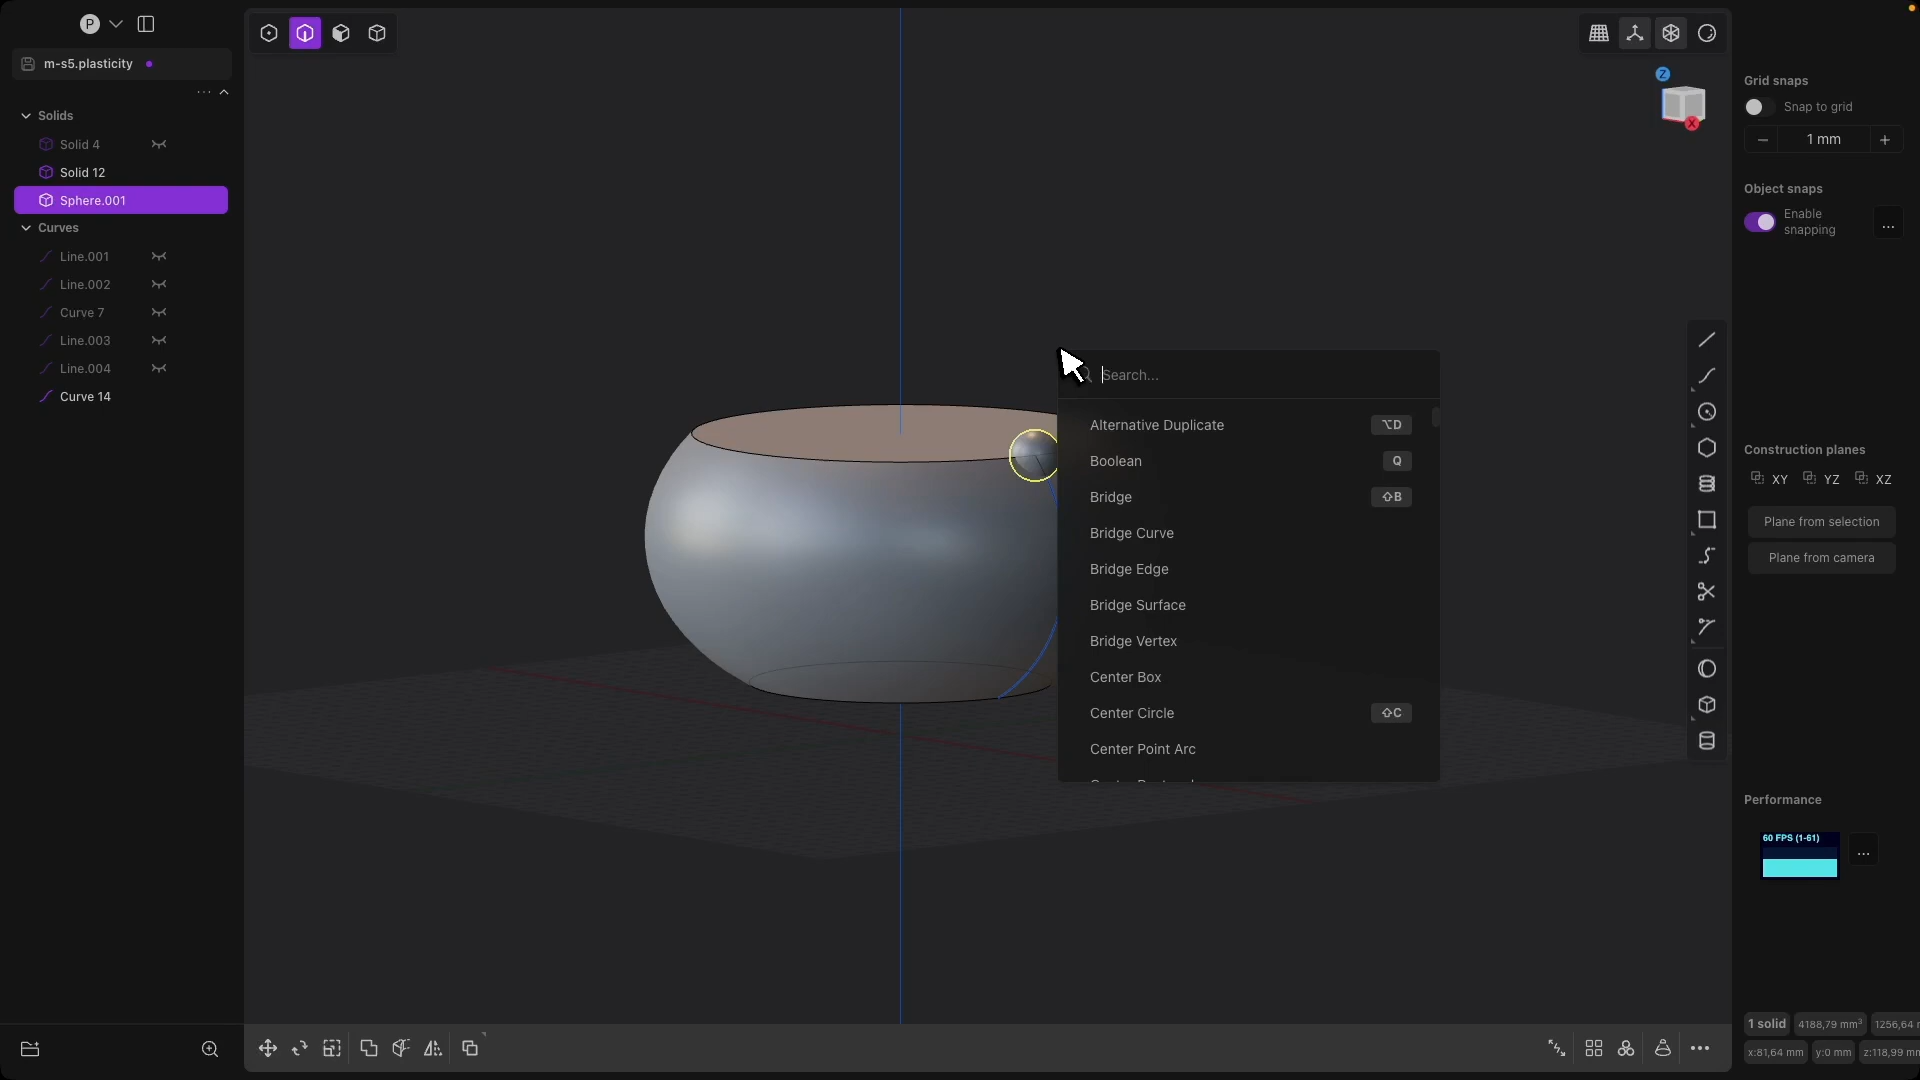 P
m-s5.plasticity
Solids
Solid 4
Solid 12
Sphere.001
Curves
Line.001
Line.002
Curve 7
Line.003
Line.004
Curve 14
Z
X
Search...
Alternative Duplicate ⌥D
Boolean Q
Bridge ⇧B
Bridge Curve
Bridge Edge
Bridge Surface
Bridge Vertex
Center Box
Center Circle ⇧C
Center Point Arc
Grid snaps
Snap to grid
1 mm
Object snaps
Enable
snapping
...
Construction planes
XY YZ XZ
Plane from selection
Plane from camera
Performance
60 FPS (1-61)
...
1 solid 4188,79 mm³ 1256,64
x:81,64 mm y:0 mm z:118,99 mm